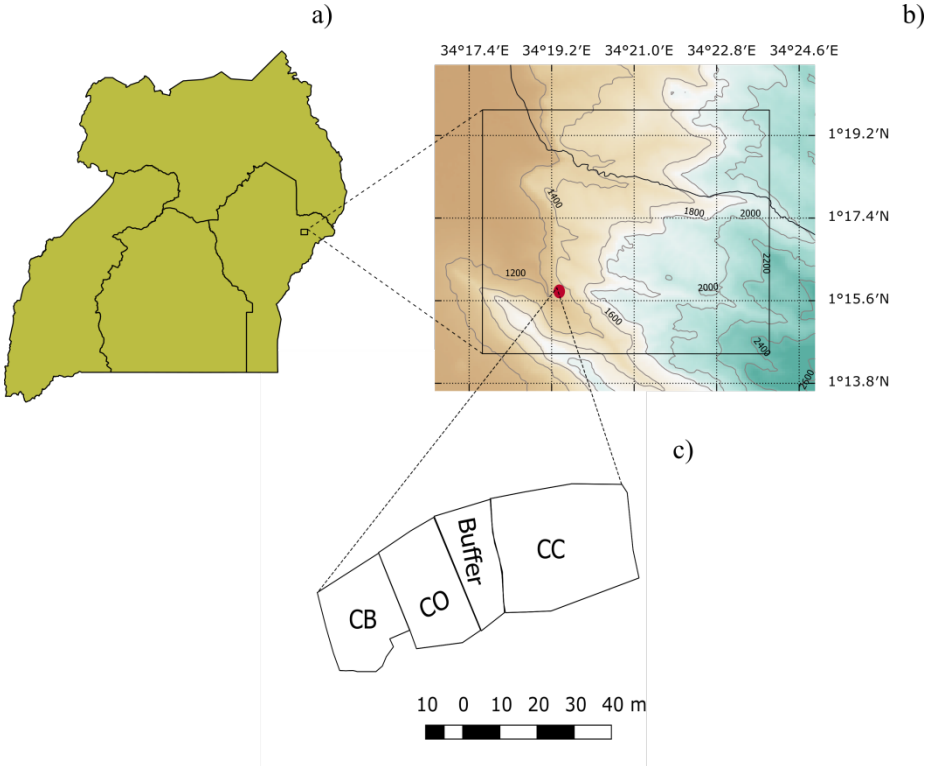 a)
b)
34°17.4′E 34°19.2′E 34°21.0′E 34°22.8′E 34°24.6′E
1°19.2′N
1400
1800
2000
1°17.4′N
2200
1200
2000
1°15.6′N
1600
2400
2600
1°13.8′N
c)
Buffer
CC
CO
CB
10 0 10 20 30 40 m